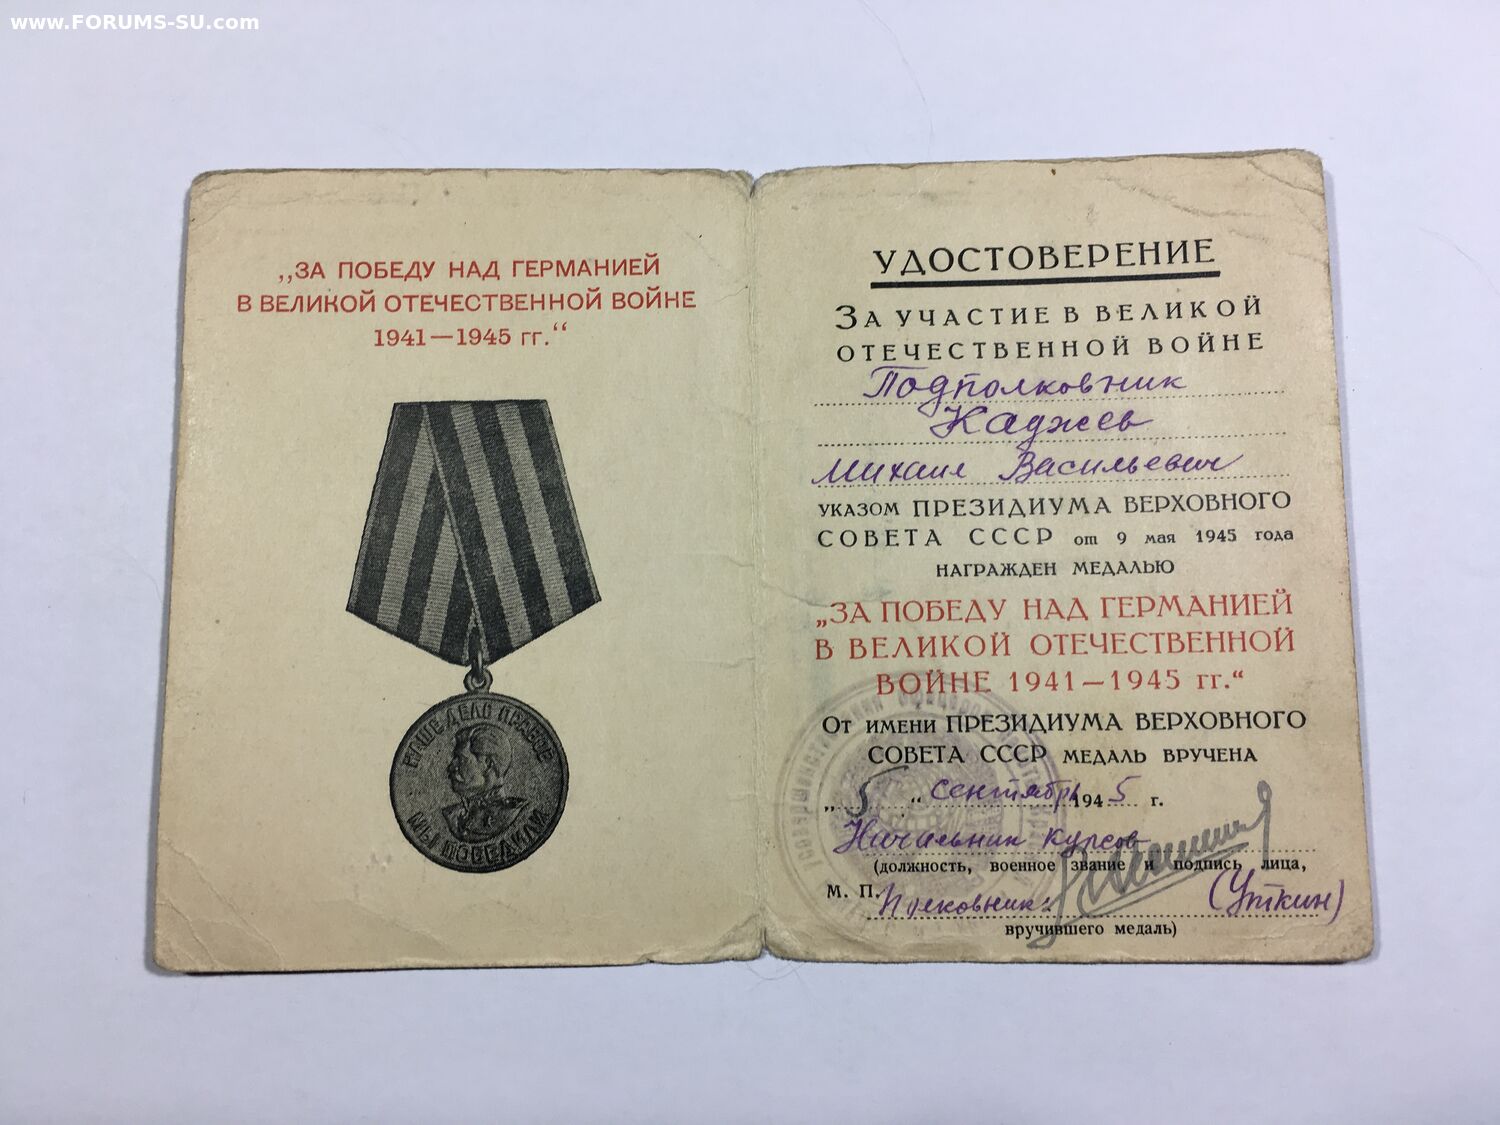 www.FORUMS-SU.com
„ЗА ПОБЕДУ НАД ГЕРМАНИЕЙ
В ВЕЛИКОЙ ОТЕЧЕСТВЕННОЙ ВОЙНЕ
1941—1945 гг.“
НАШЕ ДЕЛО ПРАВОЕ
МЫ ПОБЕДИЛИ
УДОСТОВЕРЕНИЕ
ЗА УЧАСТИЕ В ВЕЛИКОЙ
ОТЕЧЕСТВЕННОЙ ВОЙНЕ
Подполковник
Каджев
Михаил Васильевич
УКАЗОМ ПРЕЗИДИУМА ВЕРХОВНОГО
СОВЕТА СССР от 9 мая 1945 года
НАГРАЖДЕН МЕДАЛЬЮ
„ЗА ПОБЕДУ НАД ГЕРМАНИЕЙ
В ВЕЛИКОЙ ОТЕЧЕСТВЕННОЙ
ВОЙНЕ 1941—1945 гг.“
ОТ ИМЕНИ ПРЕЗИДИУМА ВЕРХОВНОГО
СОВЕТА СССР МЕДАЛЬ ВРУЧЕНА
„5“ сентябрь 1945 г.
Начальник курсов
(должность, военное звание и подпись лица,
М. П. Полковник: (Уткин)
вручившего медаль)